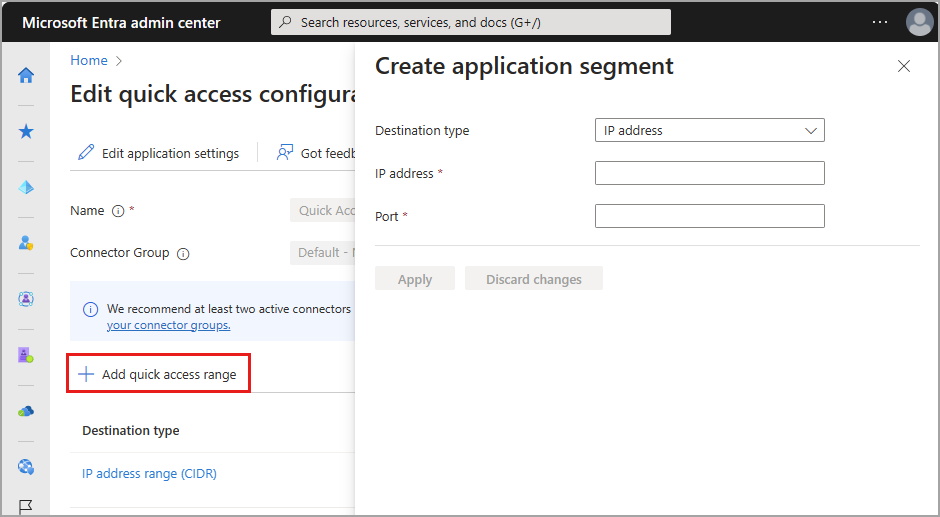 Microsoft Entra admin center
Search resources, services, and docs (G+/)
Home
Edit quick access configura
Edit application settings
Got feedb
Name *
Quick Acc
Connector Group
Default - N
We recommend at least two active connectors
your connector groups.
Add quick access range
Destination type
IP address range (CIDR)
Create application segment
Destination type
IP address
IP address *
Port *
Apply
Discard changes